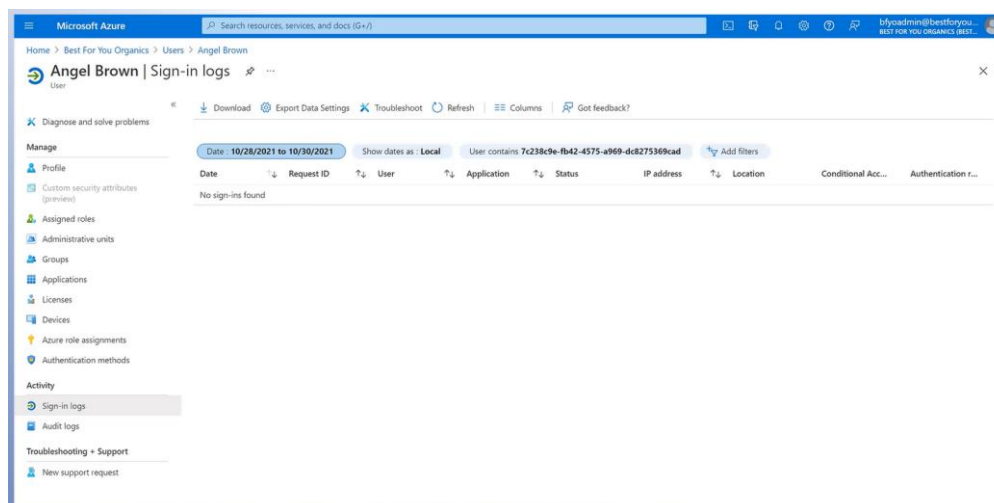 Microsoft Azure
Search resources, services, and docs (G+/)
bfyoadmin@bestforyou...
BEST FOR YOU ORGANICS (BEST...
Home > Best For You Organics > Users > Angel Brown
Angel Brown | Sign-in logs ...
User
Download Export Data Settings Troubleshoot Refresh Columns Got feedback?
Diagnose and solve problems
Manage
Profile
Custom security attributes
(preview)
Assigned roles
Administrative units
Groups
Applications
Licenses
Devices
Azure role assignments
Authentication methods
Activity
Sign-in logs
Audit logs
Troubleshooting + Support
New support request
Date : 10/28/2021 to 10/30/2021 Show dates as : Local User contains 7c238c9e-fb42-4575-a969-dc8275369cad Add filters
Date Request ID User Application Status IP address Location Conditional Acc... Authentication r...
No sign-ins found